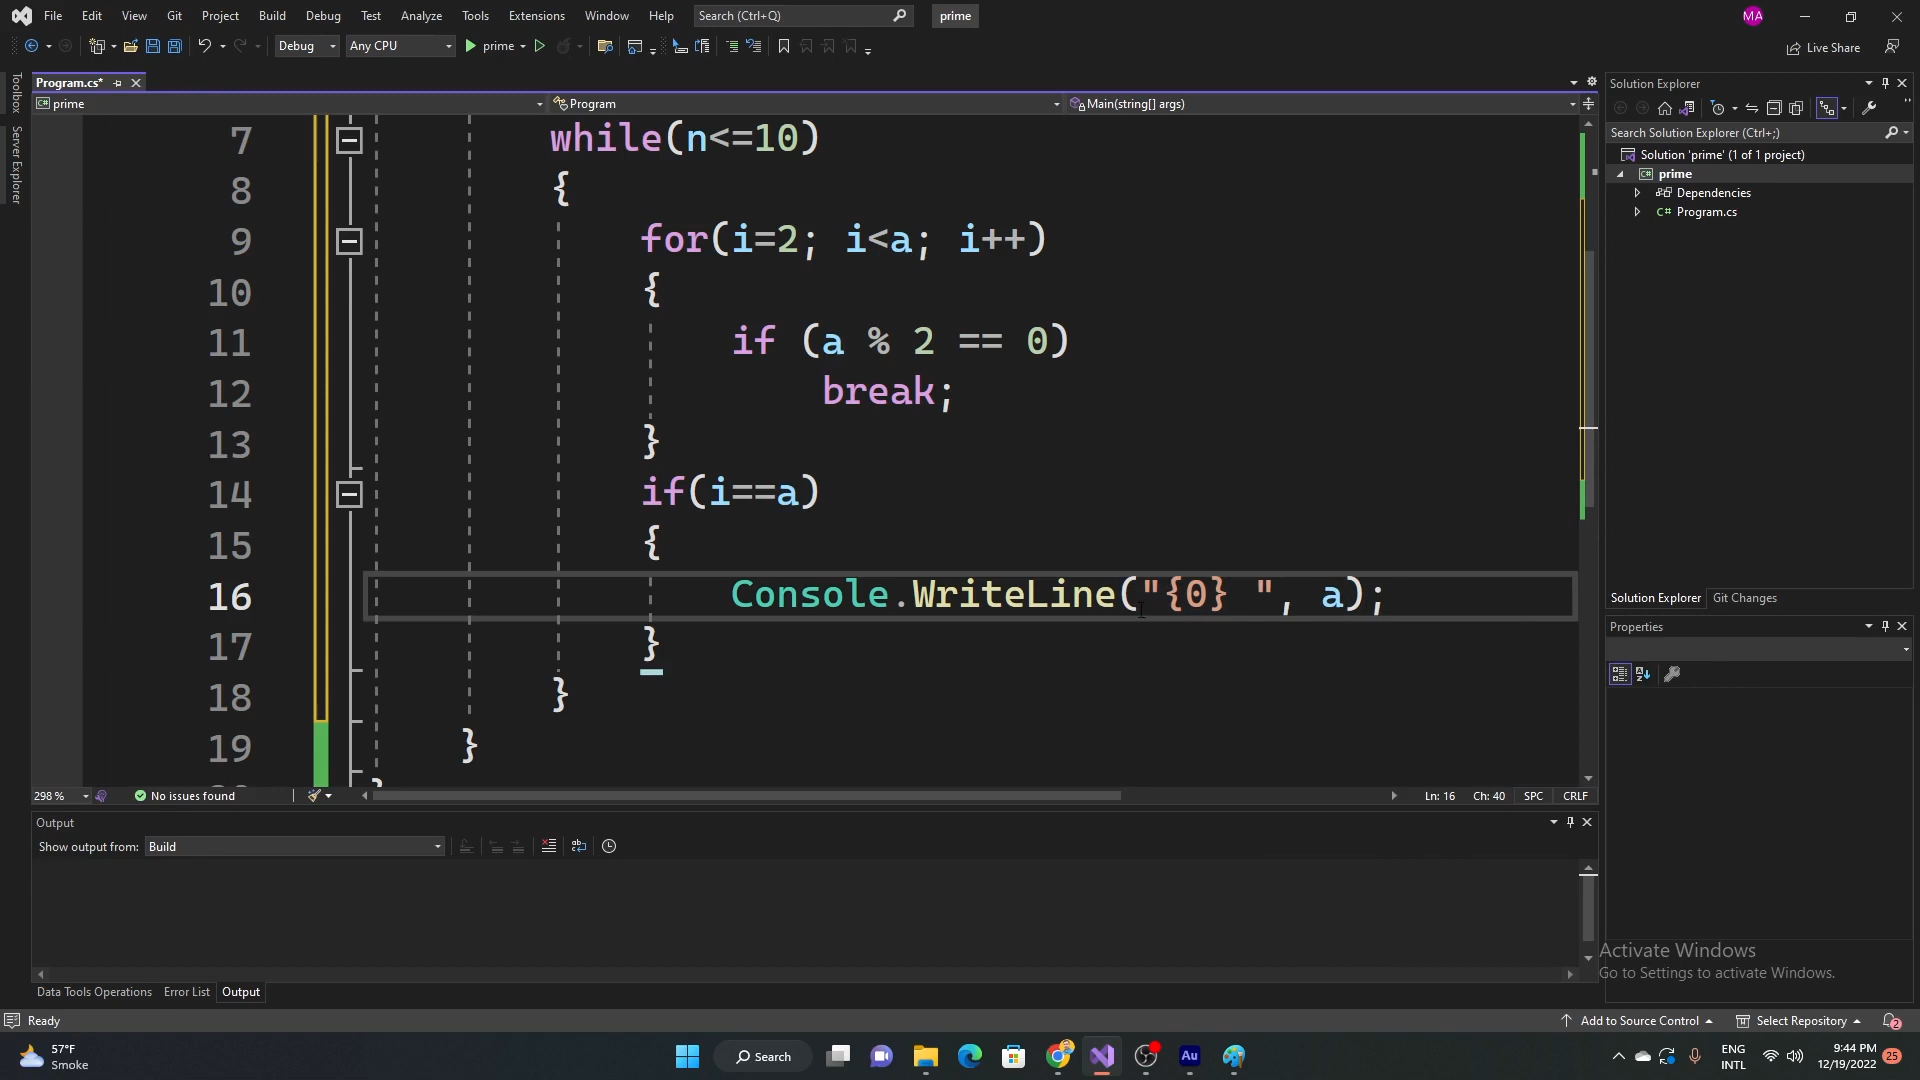 File Edit View Git Project Build Debug Test Analyze Tools Extensions Window Help Search (Ctrl+Q) prime MA
Debug Any CPU prime Live Share
Toolbox
Server Explorer
Program.cs*
prime Program Main(string[] args)
7 while(n<=10)
8 {
9 for(i=2; i<a; i++)
10 {
11 if (a % 2 == 0)
12 break;
13 }
14 if(i==a)
15 {
16 Console.WriteLine("{0} ", a);
17 }
18 }
19 }
298 % No issues found Ln: 16 Ch: 40 SPC CRLF
Output
Show output from: Build
Data Tools Operations Error List Output
Solution Explorer
Search Solution Explorer (Ctrl+;)
Solution 'prime' (1 of 1 project)
prime
Dependencies
C# Program.cs
Solution Explorer Git Changes
Properties
Activate Windows
Go to Settings to activate Windows.
Ready Add to Source Control Select Repository 2
57°F
Smoke
Search
Au
ENG
INTL
9:44 PM
12/19/2022
25